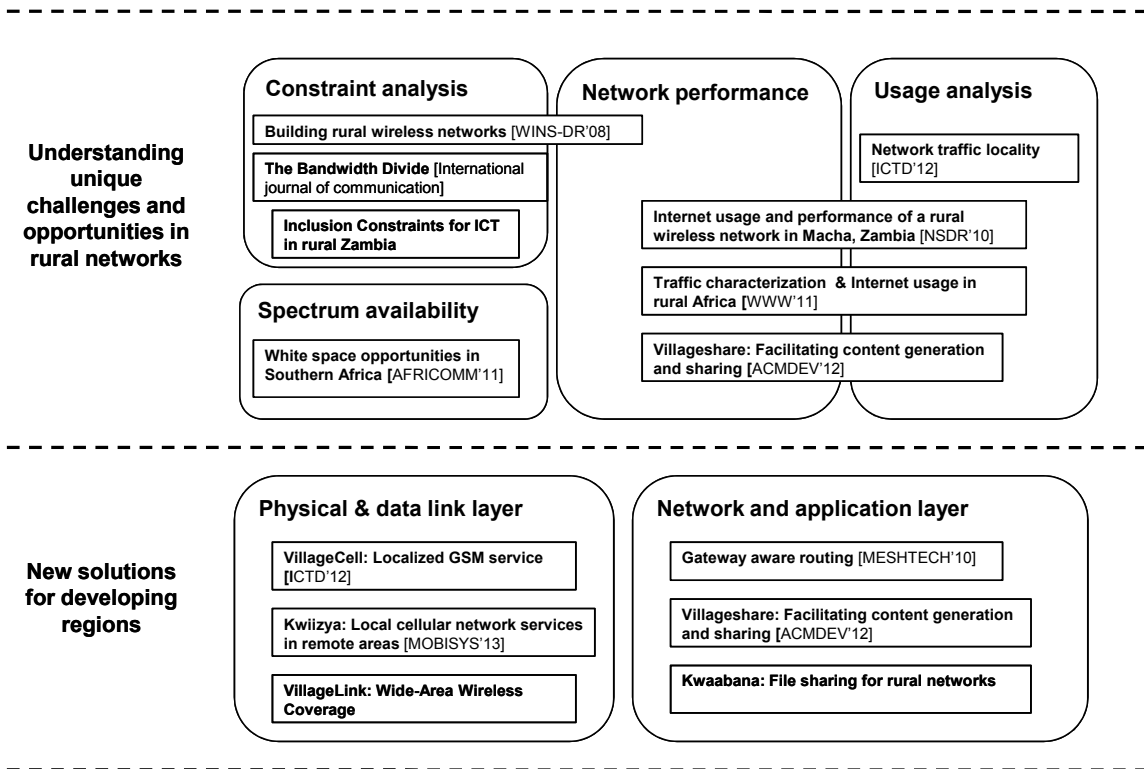 Understanding
unique
challenges and
opportunities in
rural networks
Constraint analysis
Building rural wireless networks [WINS-DR'08]
The Bandwidth Divide [International
journal of communication]
Inclusion Constraints for ICT
in rural Zambia
Spectrum availability
White space opportunities in
Southern Africa [AFRICOMM'11]
Network performance
Usage analysis
Network traffic locality
[ICTD'12]
Internet usage and performance of a rural
wireless network in Macha, Zambia [NSDR'10]
Traffic characterization & Internet usage in
rural Africa [WWW'11]
Villageshare: Facilitating content generation
and sharing [ACMDEV'12]
New solutions
for developing
regions
Physical & data link layer
VillageCell: Localized GSM service
[ICTD'12]
Kwiizya: Local cellular network services
in remote areas [MOBISYS'13]
VillageLink: Wide-Area Wireless
Coverage
Network and application layer
Gateway aware routing [MESHTECH'10]
Villageshare: Facilitating content generation
and sharing [ACMDEV'12]
Kwaabana: File sharing for rural networks